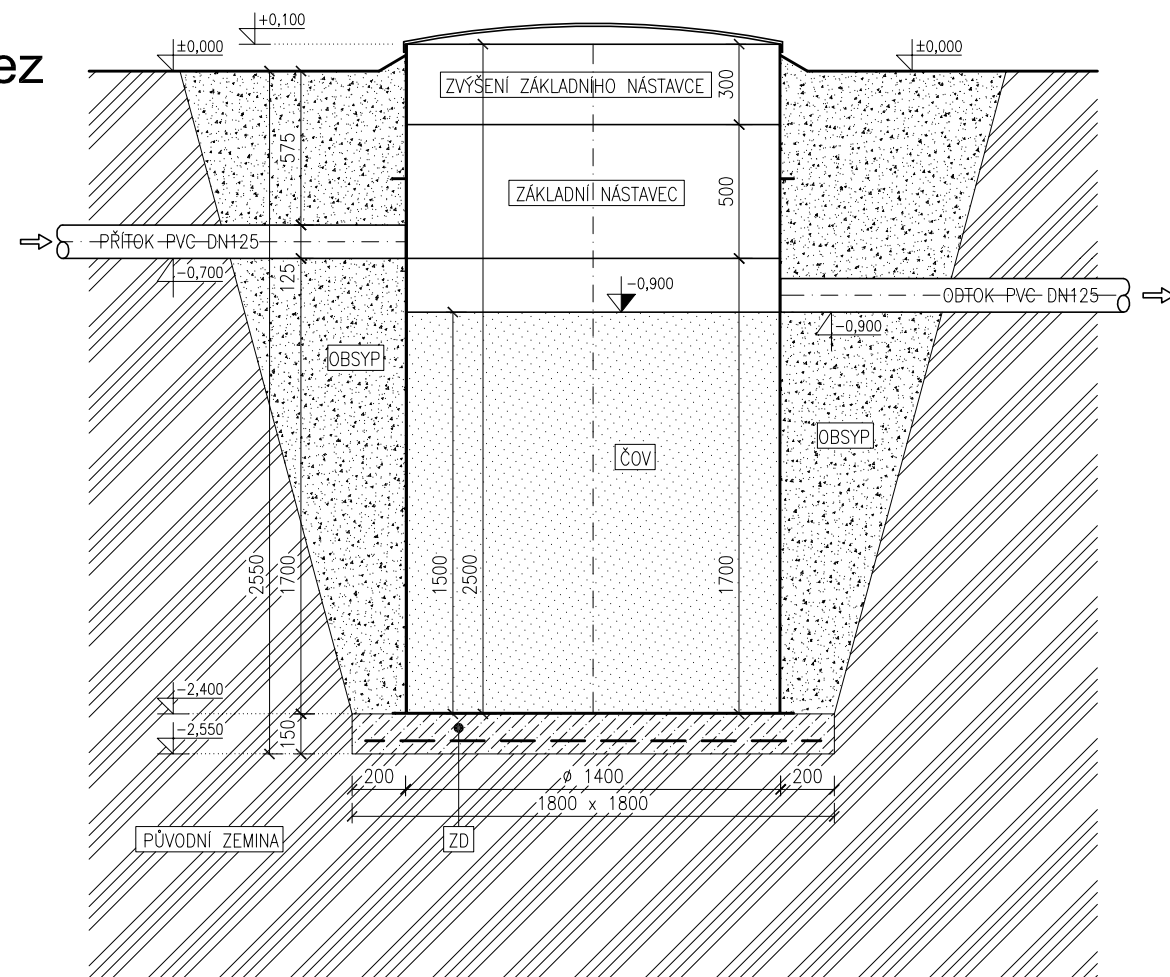 ez
+0,100
±0,000
±0,000
ZVÝŠENÍ ZÁKLADNÍHO NÁSTAVCE
300
575
ZÁKLADNÍ NÁSTAVEC
500
PŘÍTOK PVC DN125
-0,700
125
-0,900
ODTOK PVC DN125
-0,900
OBSYP
OBSYP
ČOV
2550
1700
1500
2500
1700
-2,400
-2,550
150
200
ø 1400
200
1800 x 1800
PŮVODNÍ ZEMINA
ZD